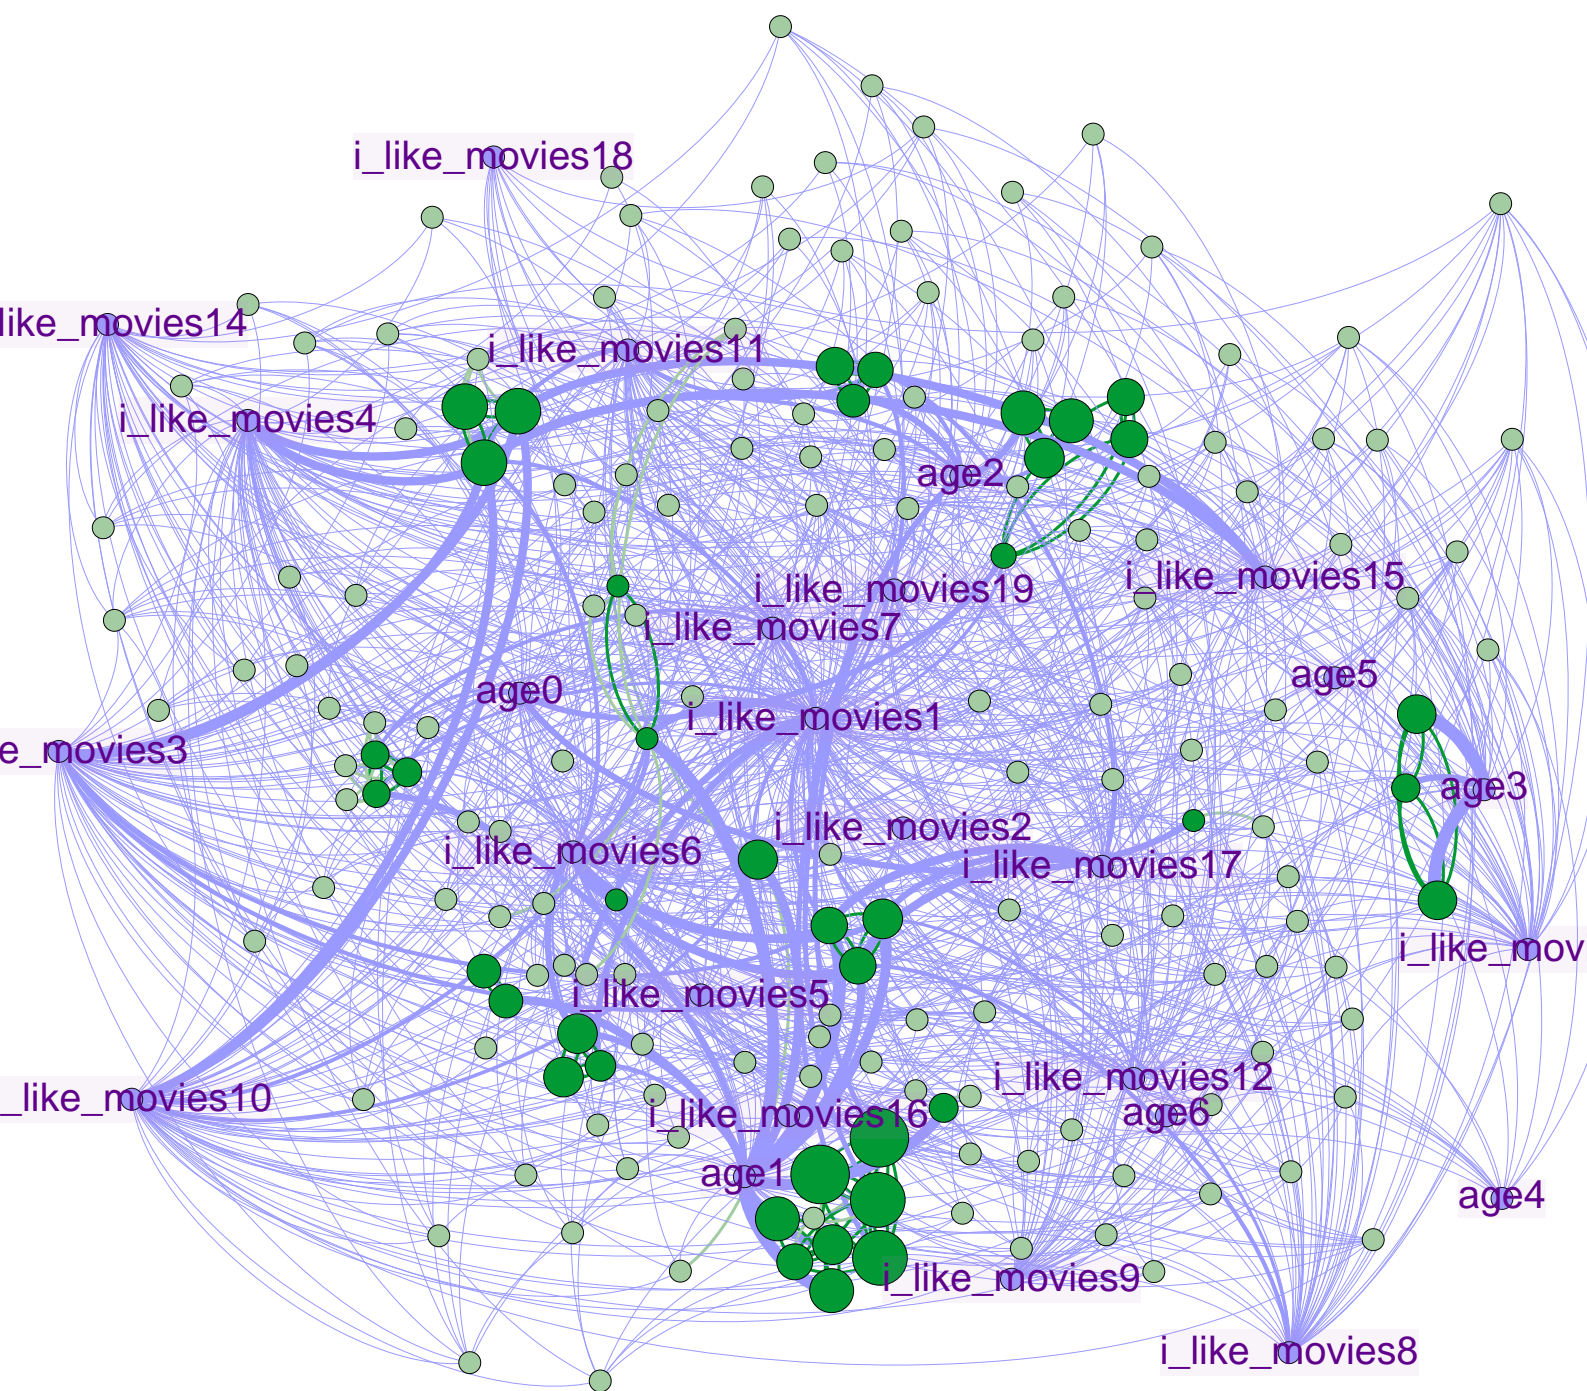 i_like_movies18
like_movies14
i_like_movies11
i_like_movies4
age2
i_like_movies15
i_like_movies19
i_like_movies7
age5
age0
i_like_movies1
e_movies3
age3
i_like_movies2
i_like_movies6
i_like_movies17
i_like_mov
i_like_movies5
i_like_movies12
_like_movies10
i_like_movies16
age6
age1
age4
i_like_movies9
i_like_movies8